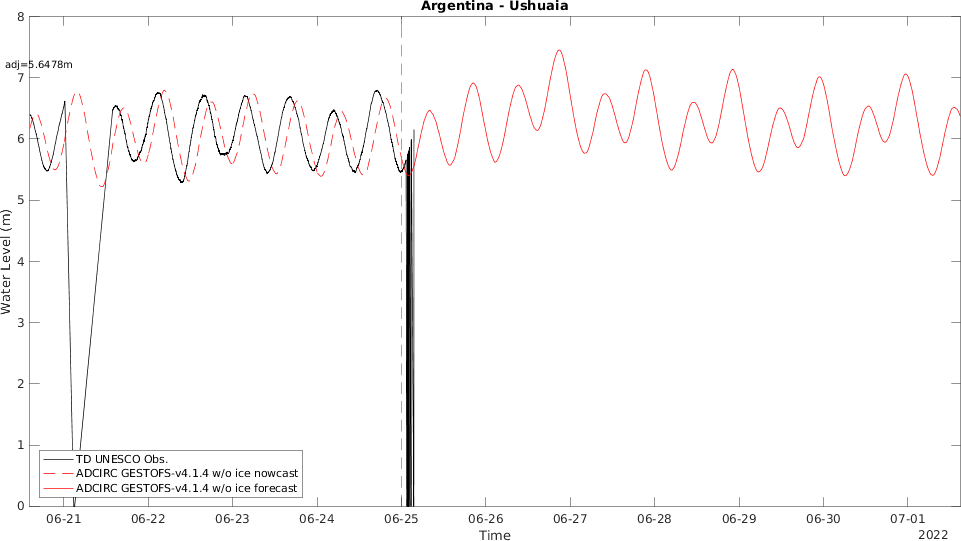 Argentina - Ushuaia
adj=5.6478m
Water Level (m)
8
7
6
5
4
3
2
1
0
TD UNESCO Obs.
ADCIRC GESTOFS-v4.1.4 w/o ice nowcast
ADCIRC GESTOFS-v4.1.4 w/o ice forecast
06-21 06-22 06-23 06-24 06-25 06-26 06-27 06-28 06-29 06-30 07-01
Time
2022